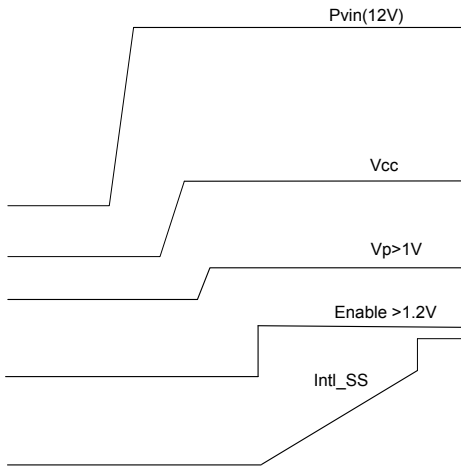 Pvin(12V)
Vcc
Vp>1V
Enable >1.2V
Intl_SS